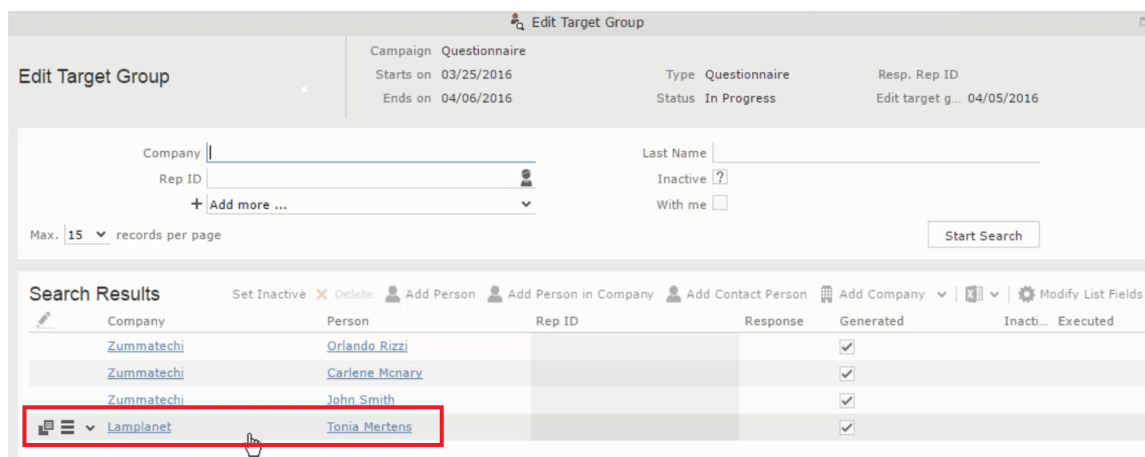 Edit Target Group
Edit Target Group
Campaign Questionnaire
Starts on 03/25/2016 Type Questionnaire Resp. Rep ID
Ends on 04/06/2016 Status In Progress Edit target g... 04/05/2016
Company Last Name
Rep ID Inactive ?
+ Add more ... With me
Max. 15 records per page Start Search
Search Results Set Inactive Delete Add Person Add Person in Company Add Contact Person Add Company Modify List Fields
Company Person Rep ID Response Generated Inacti... Executed
Zummatechi Orlando Rizzi
Zummatechi Carlene Mcnary
Zummatechi John Smith
Lamplanet Tonia Mertens